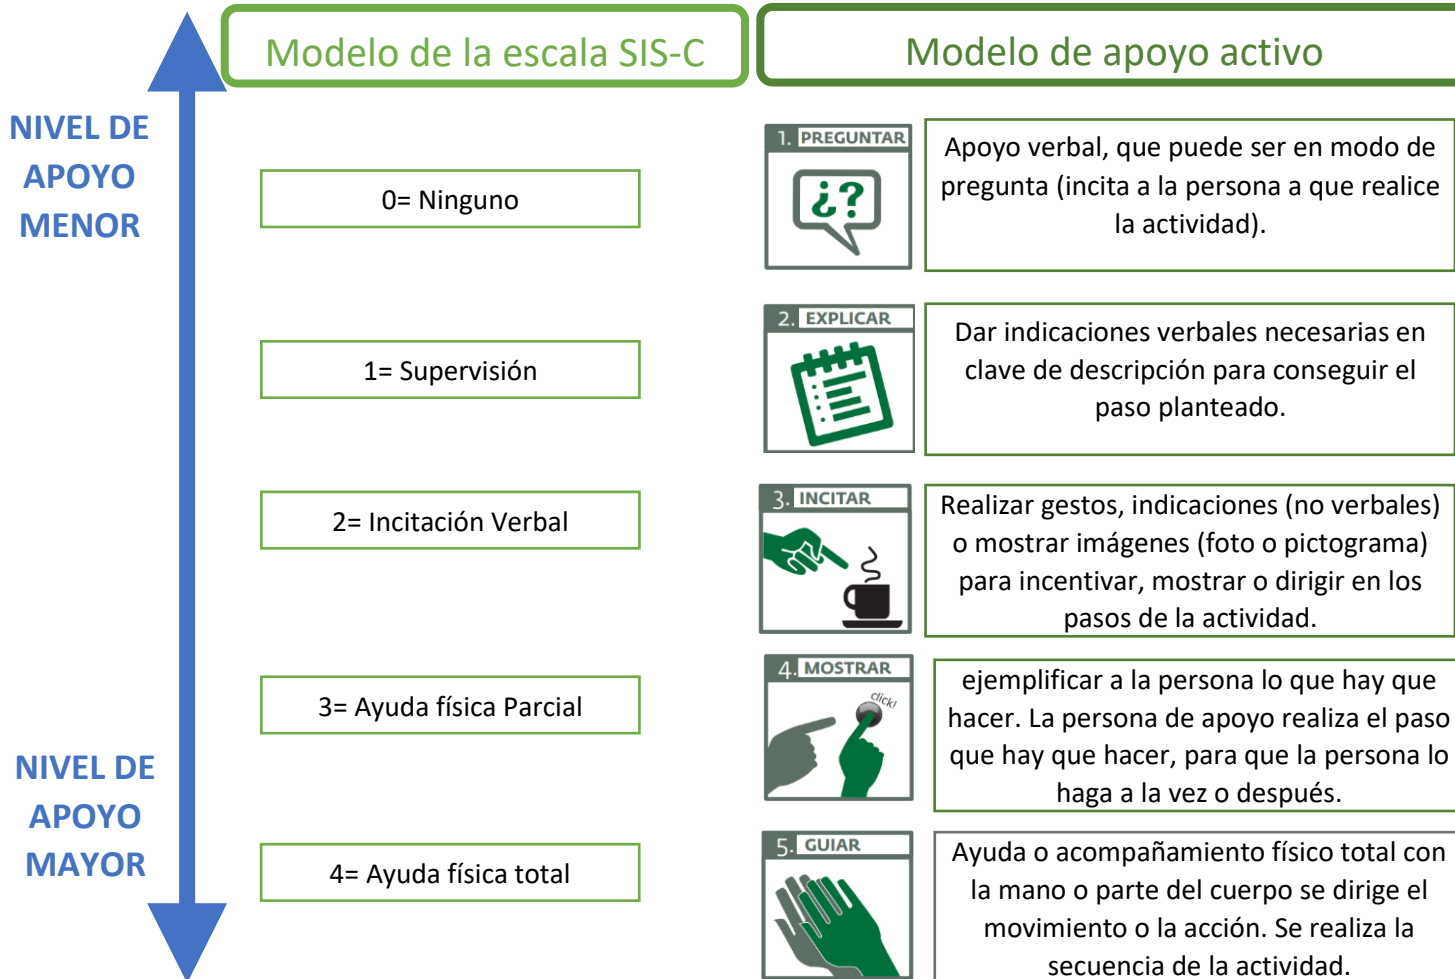 Modelo de la escala SIS-C
Modelo de apoyo activo
NIVEL DE
APOYO
MENOR
0= Ninguno
1. PREGUNTAR
¿?
Apoyo verbal, que puede ser en modo de
pregunta (incita a la persona a que realice
la actividad).
1= Supervisión
2. EXPLICAR
Dar indicaciones verbales necesarias en
clave de descripción para conseguir el
paso planteado.
2= Incitación Verbal
3. INCITAR
Realizar gestos, indicaciones (no verbales)
o mostrar imágenes (foto o pictograma)
para incentivar, mostrar o dirigir en los
pasos de la actividad.
3= Ayuda física Parcial
4. MOSTRAR
click!
ejemplificar a la persona lo que hay que
hacer. La persona de apoyo realiza el paso
que hay que hacer, para que la persona lo
haga a la vez o después.
NIVEL DE
APOYO
MAYOR
4= Ayuda física total
5. GUIAR
Ayuda o acompañamiento físico total con
la mano o parte del cuerpo se dirige el
movimiento o la acción. Se realiza la
secuencia de la actividad.